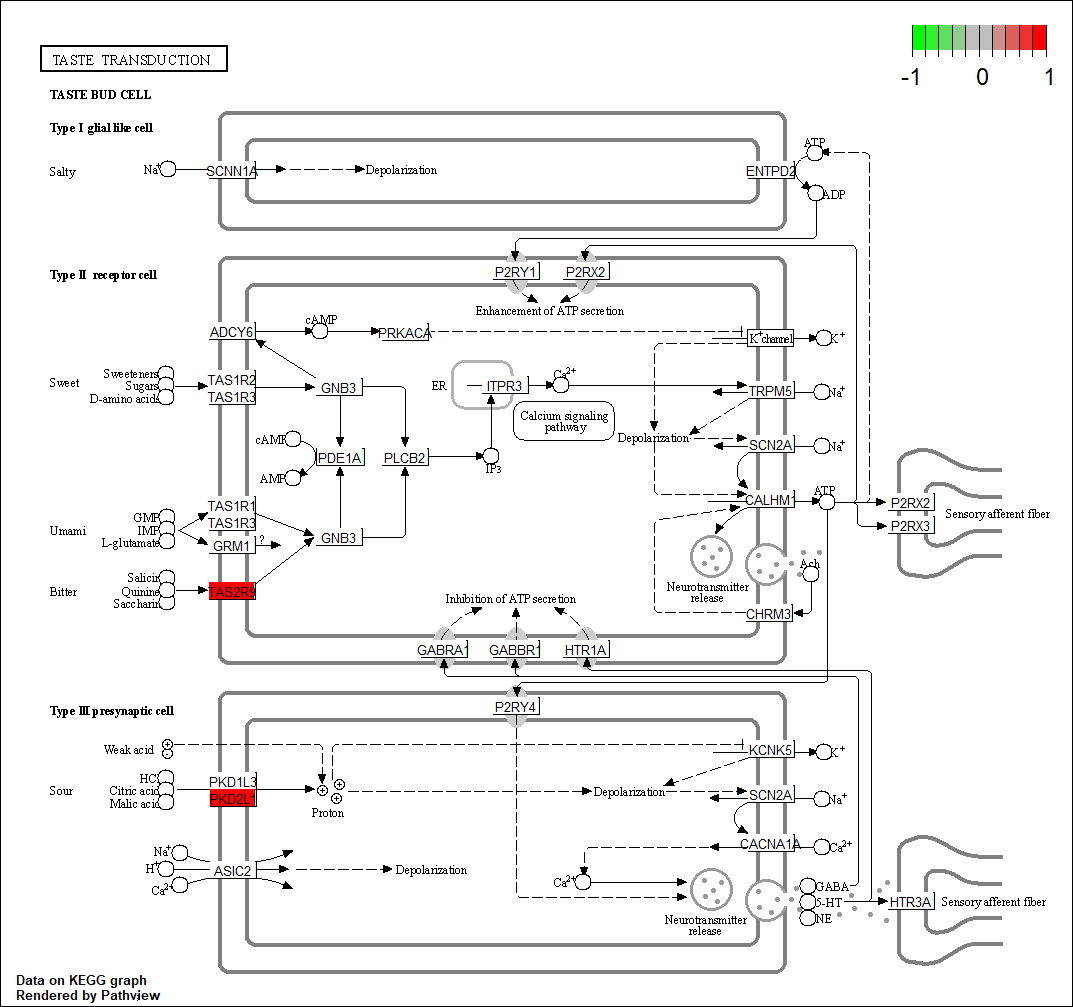 -1 0 1
TASTE TRANSDUCTION
TASTE BUD CELL
Type I glial like cell
Salty
Na+
SCNN1A
Depolarization
ENTPD2
ATP
ADP
Type II receptor cell
P2RY1
P2RX2
Enhancement of ATP secretion
ADCY6
cAMP
PRKACA
K+channel
K+
Sweet
Sweeteners
Sugars
D-amino acids
TAS1R2
TAS1R3
GNB3
ER
ITPR3
Ca2+
TRPM5
Na+
Calcium signaling
pathway
Depolarization
SCN2A
Na+
cAMP
AMP
PDE1A
PLCB2
IP3
CALHM1
ATP
P2RX2
P2RX3
Sensory afferent fiber
Umami
GMP
IMP
L-glutamate
TAS1R1
TAS1R3
GRM1
?
GNB3
Neurotransmitter
release
Ach
Bitter
Salicin
Quinine
Saccharin
TAS2R9
CHRM3
Inhibition of ATP secretion
GABRA1
GABBR1
HTR1A
Type III presynaptic cell
P2RY4
Weak acid
KCNK5
K+
Sour
HCl
Citric acid
Malic acid
PKD1L3
PKD2L1
Proton
Depolarization
SCN2A
Na+
CACNA1A
Ca2+
Na+
H+
Ca2+
ASIC2
Depolarization
Ca2+
Neurotransmitter
release
GABA
5-HT
NE
HTR3A
Sensory afferent fiber
Data on KEGG graph
Rendered by Pathview